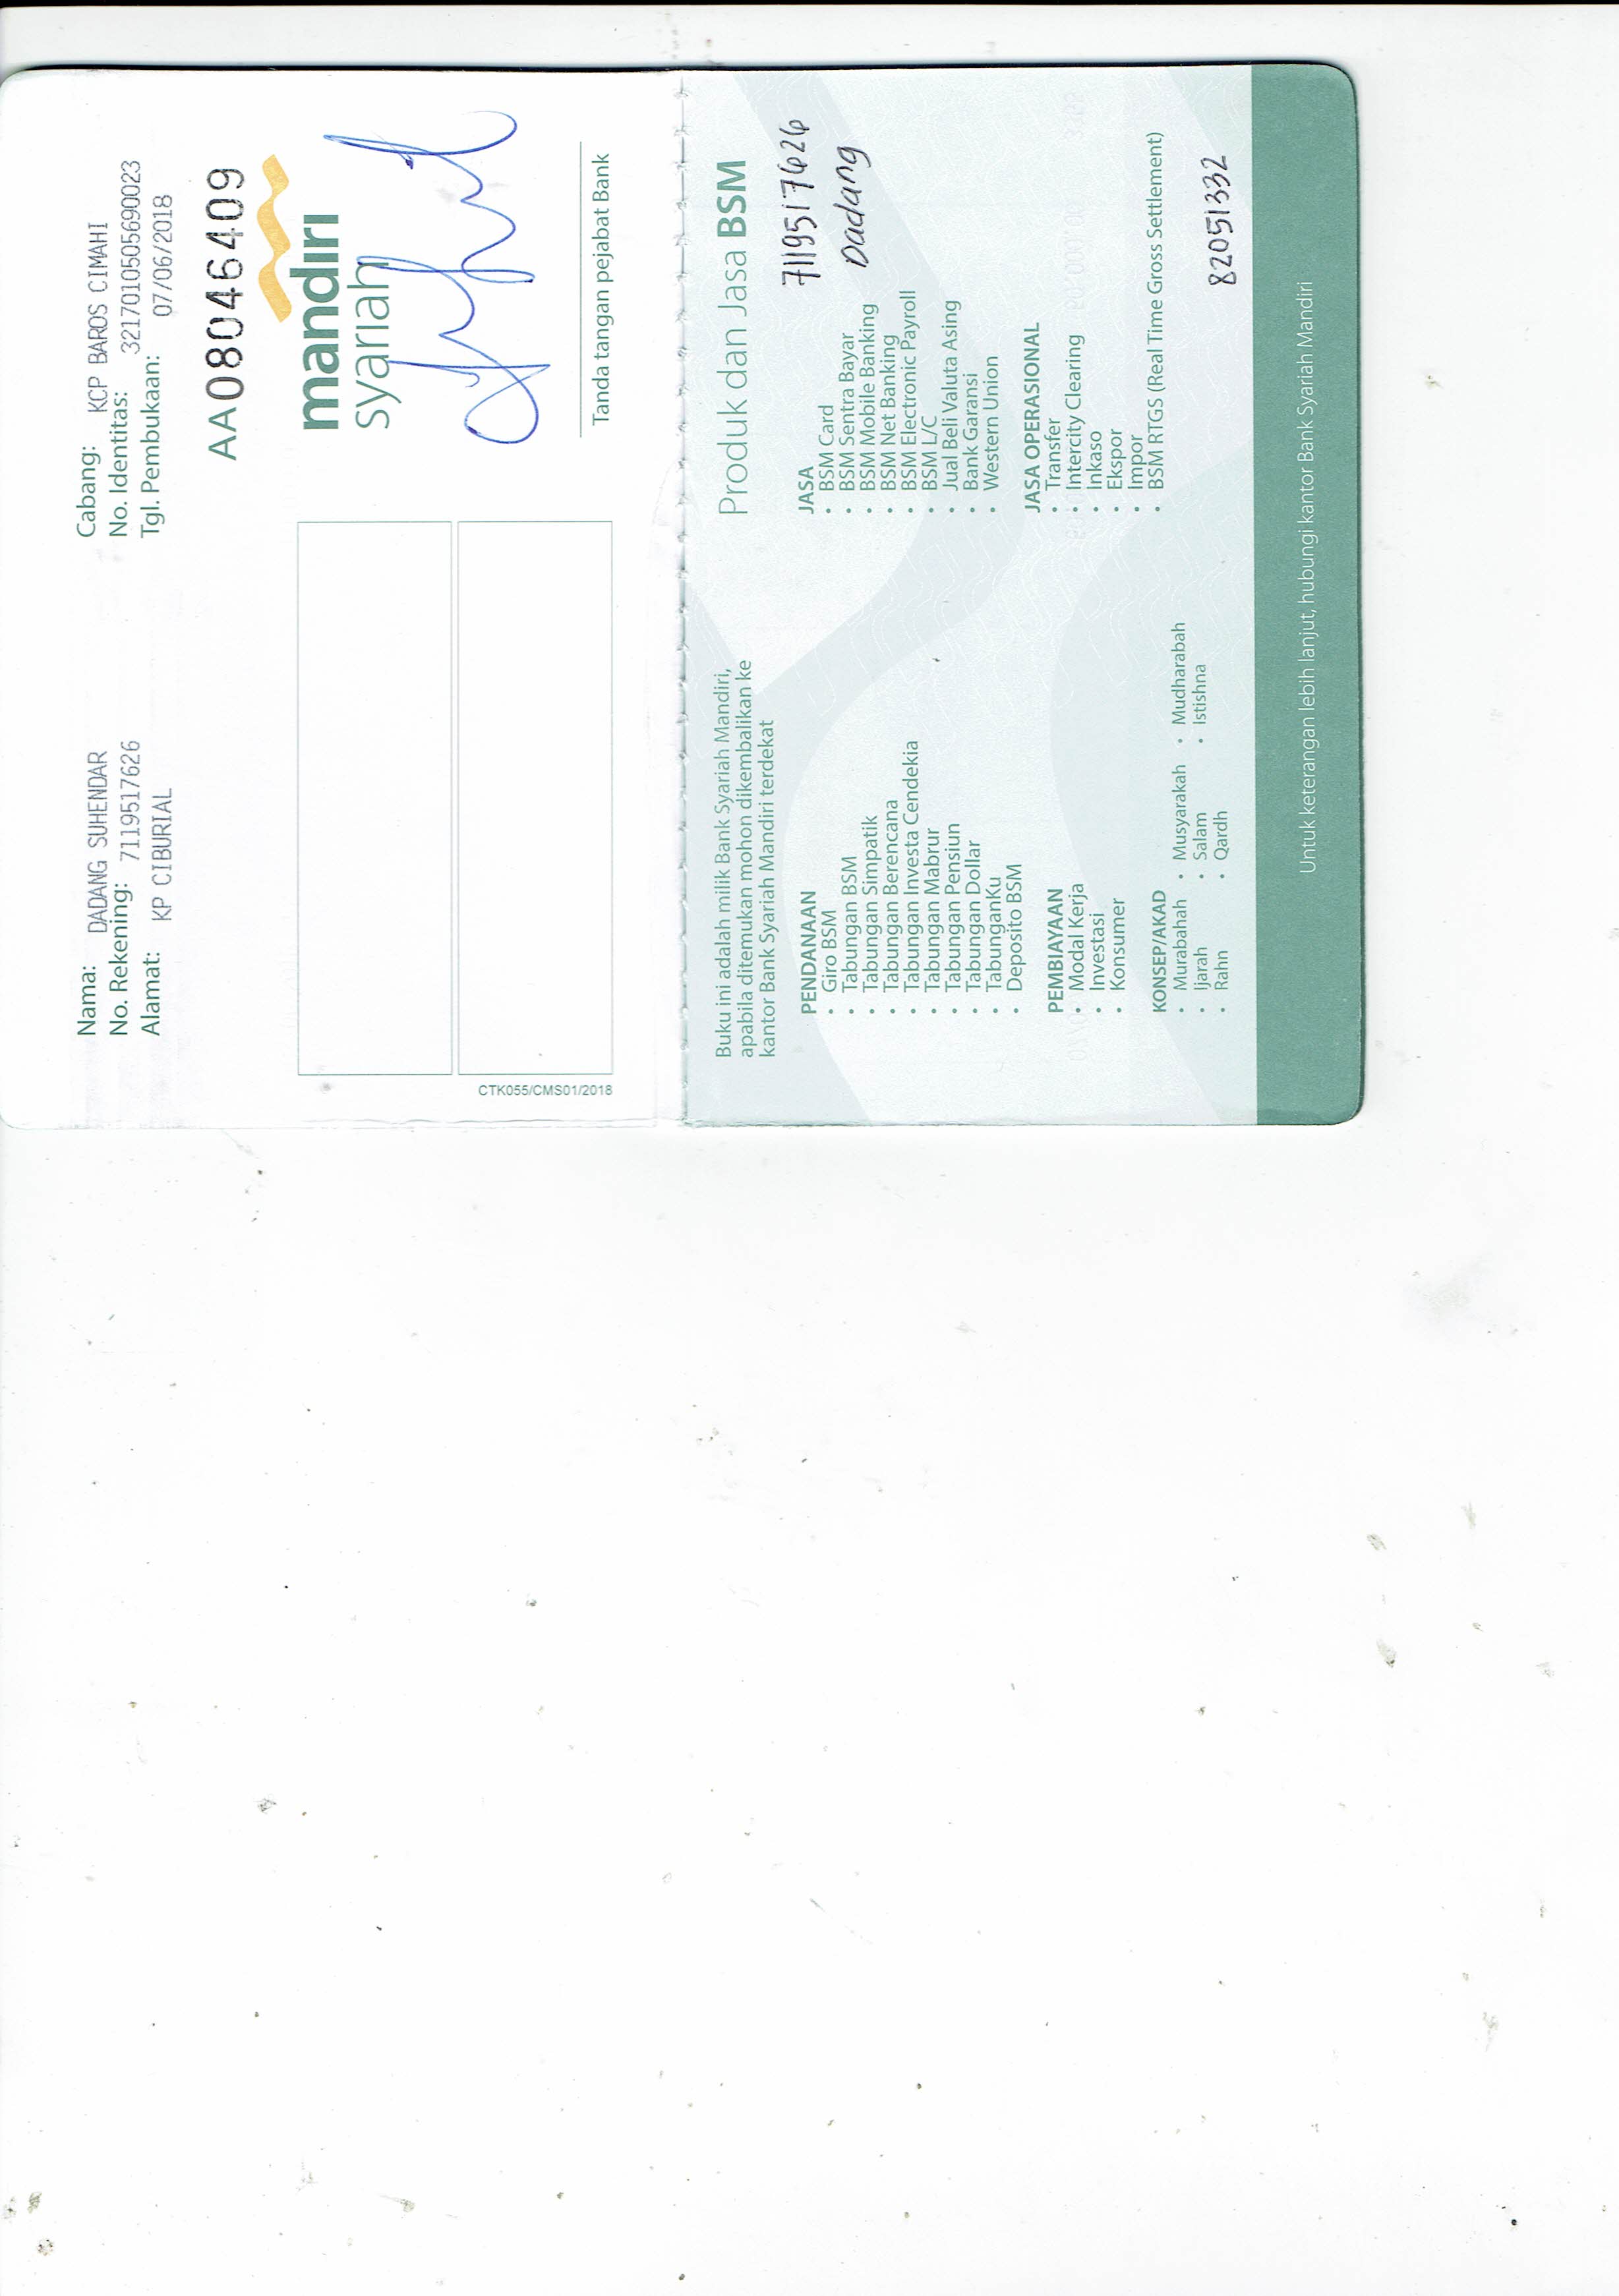 Nama: DADANG SUHENDAR
No. Rekening: 7119517626
Alamat: KP CIBURIAL
Cabang: KCP BAROS CIMAHI
No. Identitas: 3217010505690023
Tgl. Pembukaan: 07/06/2018
AA08046409
mandiri
syariah
Tanda tangan pejabat Bank
CTK055/CMS01/2018
Buku ini adalah milik Bank Syariah Mandiri,
apabila ditemukan mohon dikembalikan ke
kantor Bank Syariah Mandiri terdekat
Produk dan Jasa BSM
7119517626
Dadang
PENDANAAN
• Giro BSM
• Tabungan BSM
• Tabungan Simpatik
• Tabungan Berencana
• Tabungan Investa Cendekia
• Tabungan Mabrur
• Tabungan Pensiun
• Tabungan Dollar
• TabunganKu
• Deposito BSM
PEMBIAYAAN
• Modal Kerja
• Investasi
• Konsumer
KONSEP/AKAD
• Murabahah • Musyarakah • Mudharabah
• Ijarah • Salam • Istishna
• Rahn • Qardh
JASA
• BSM Card
• BSM Sentra Bayar
• BSM Mobile Banking
• BSM Net Banking
• BSM Electronic Payroll
• BSM L/C
• Jual Beli Valuta Asing
• Bank Garansi
• Western Union
JASA OPERASIONAL
• Transfer
• Intercity Clearing
• Inkaso
• Ekspor
• Impor
• BSM RTGS (Real Time Gross Settlement)
82051332
Untuk keterangan lebih lanjut, hubungi kantor Bank Syariah Mandiri